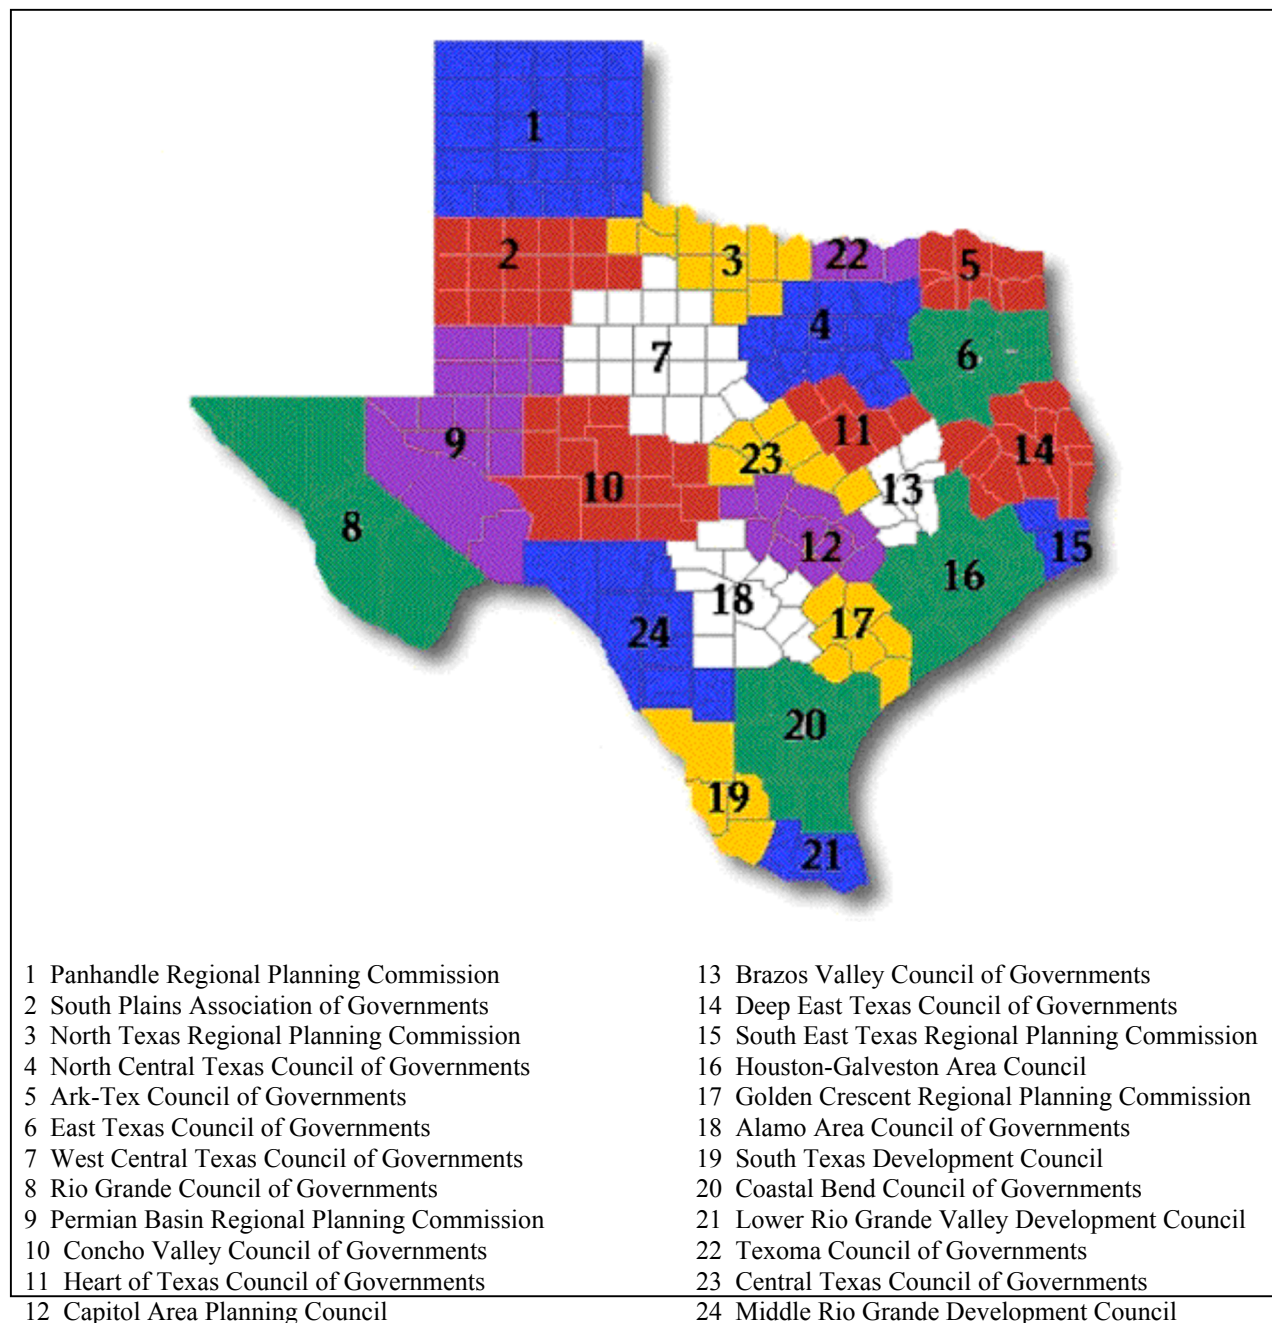 1
2
3
22
5
4
7
6
9
23
11
14
10
13
8
12
15
16
18
17
24
20
19
21
1 Panhandle Regional Planning Commission
2 South Plains Association of Governments
3 North Texas Regional Planning Commission
4 North Central Texas Council of Governments
5 Ark-Tex Council of Governments
6 East Texas Council of Governments
7 West Central Texas Council of Governments
8 Rio Grande Council of Governments
9 Permian Basin Regional Planning Commission
10 Concho Valley Council of Governments
11 Heart of Texas Council of Governments
12 Capitol Area Planning Council
13 Brazos Valley Council of Governments
14 Deep East Texas Council of Governments
15 South East Texas Regional Planning Commission
16 Houston-Galveston Area Council
17 Golden Crescent Regional Planning Commission
18 Alamo Area Council of Governments
19 South Texas Development Council
20 Coastal Bend Council of Governments
21 Lower Rio Grande Valley Development Council
22 Texoma Council of Governments
23 Central Texas Council of Governments
24 Middle Rio Grande Development Council